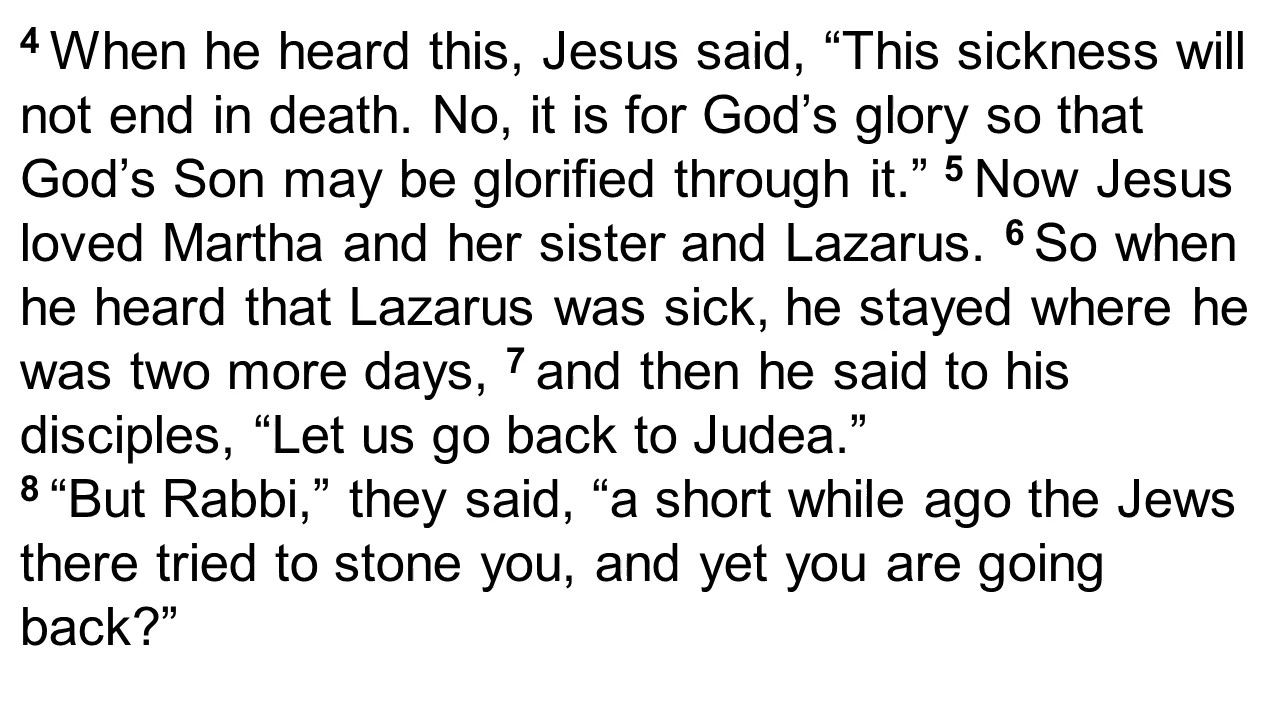 4 When he heard this, Jesus said, “This sickness will
not end in death. No, it is for God’s glory so that
God’s Son may be glorified through it.” 5 Now Jesus
loved Martha and her sister and Lazarus. 6 So when
he heard that Lazarus was sick, he stayed where he
was two more days, 7 and then he said to his
disciples, “Let us go back to Judea.”
8 “But Rabbi,” they said, “a short while ago the Jews
there tried to stone you, and yet you are going
back?”